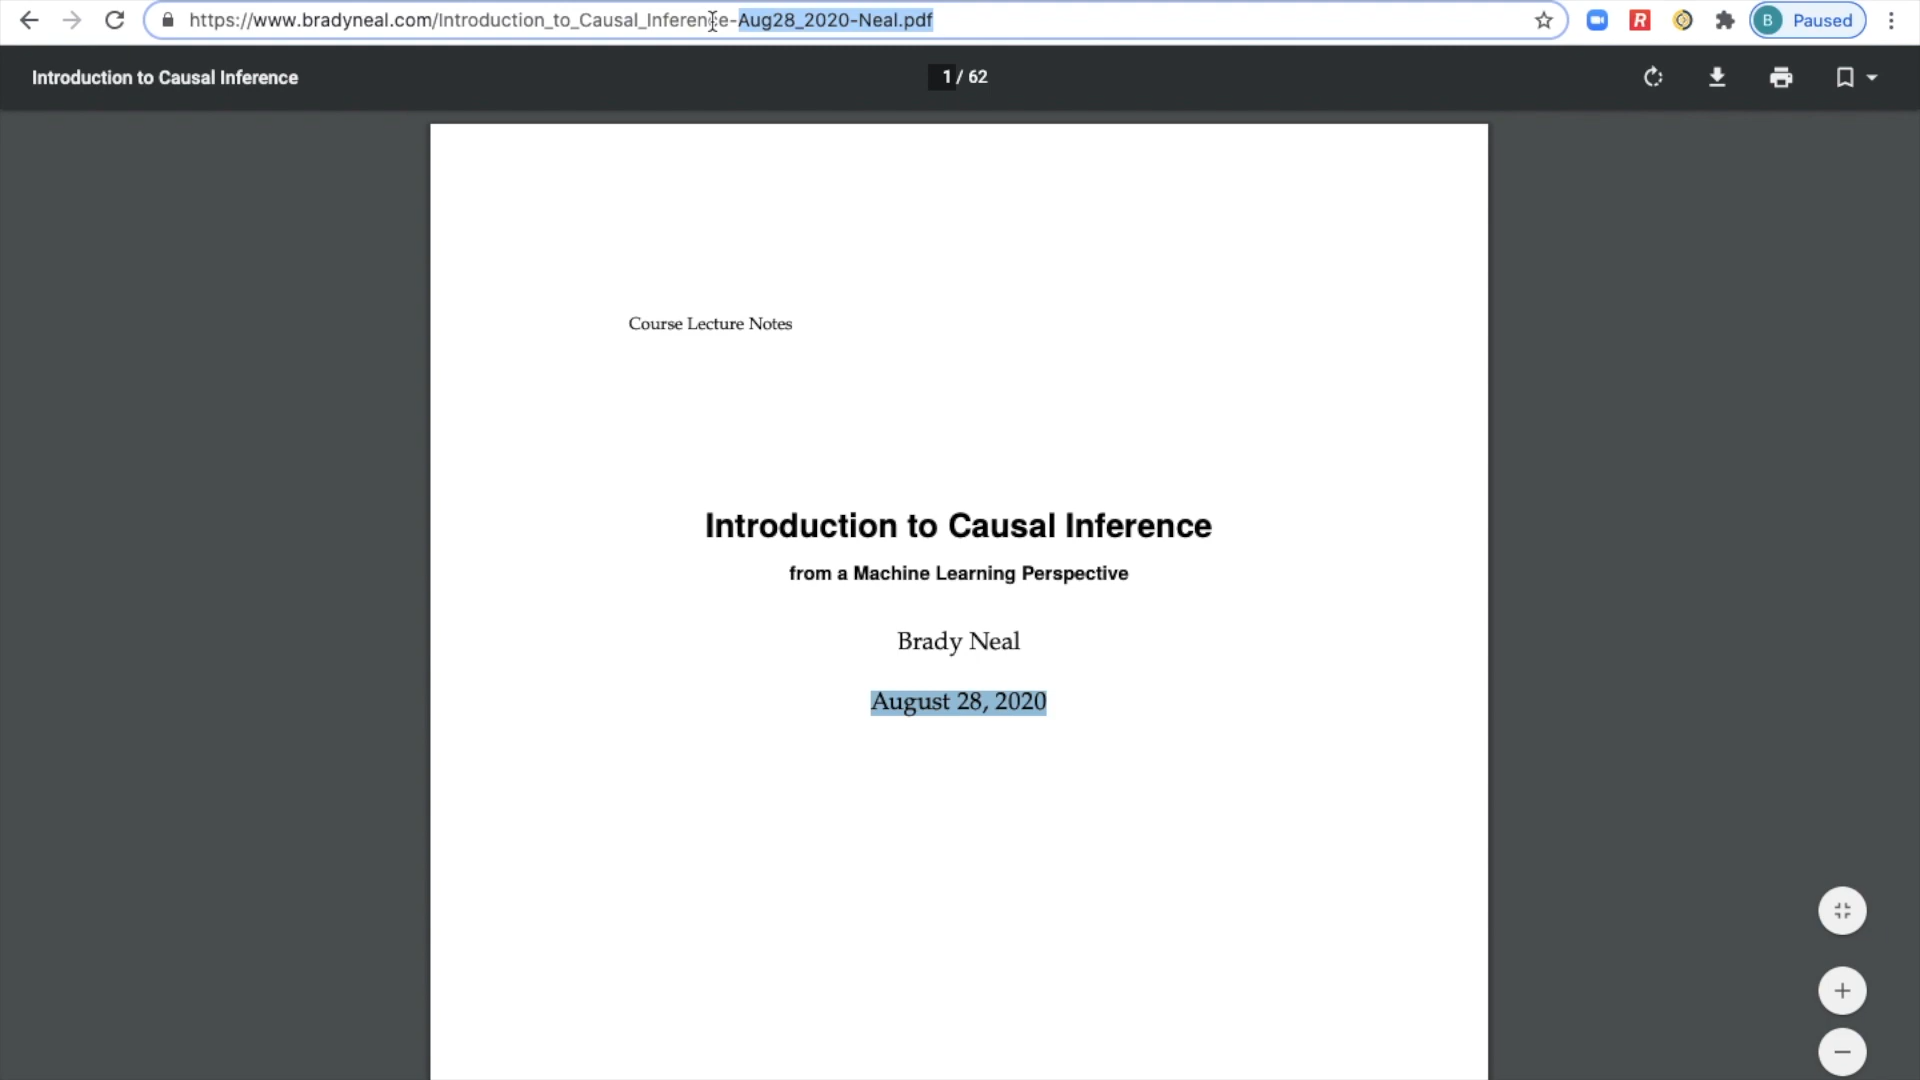 https://www.bradyneal.com/Introduction_to_Causal_Inference-Aug28_2020-Neal.pdf
R
B Paused
Introduction to Causal Inference
1 / 62
Course Lecture Notes
Introduction to Causal Inference
from a Machine Learning Perspective
Brady Neal
August 28, 2020